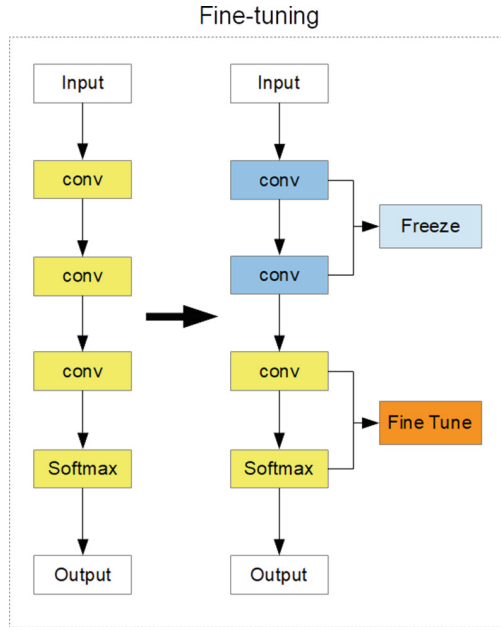 Fine-tuning
Input
conv
conv
conv
Softmax
Output
Input
conv
conv
conv
Softmax
Output
Freeze
Fine Tune